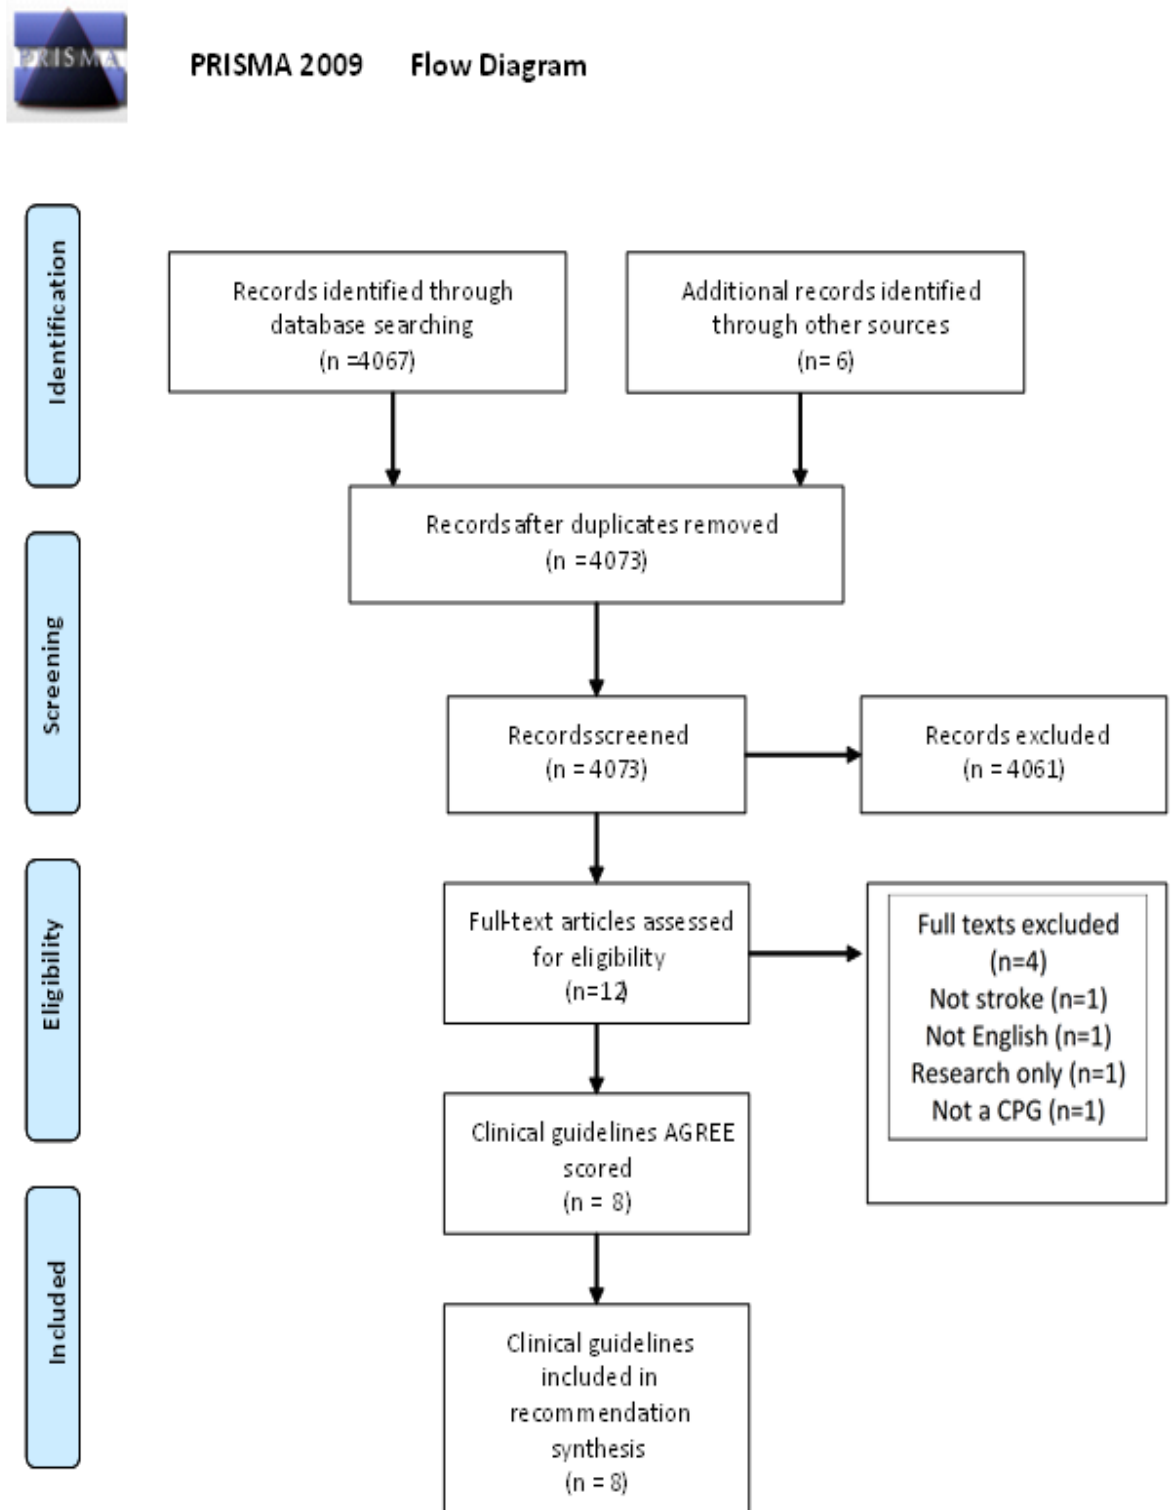 PRISMA
PRISMA 2009 Flow Diagram
Identification
Records identified through
database searching
(n =4067)
Additional records identified
through other sources
(n= 6)
Records after duplicates removed
(n =4073)
Screening
Records screened
(n = 4073)
Records excluded
(n = 4061)
Eligibility
Full-text articles assessed
for eligibility
(n=12)
Full texts excluded
(n=4)
Not stroke (n=1)
Not English (n=1)
Research only (n=1)
Not a CPG (n=1)
Clinical guidelines AGREE
scored
(n = 8)
Included
Clinical guidelines
included in
recommendation
synthesis
(n = 8)